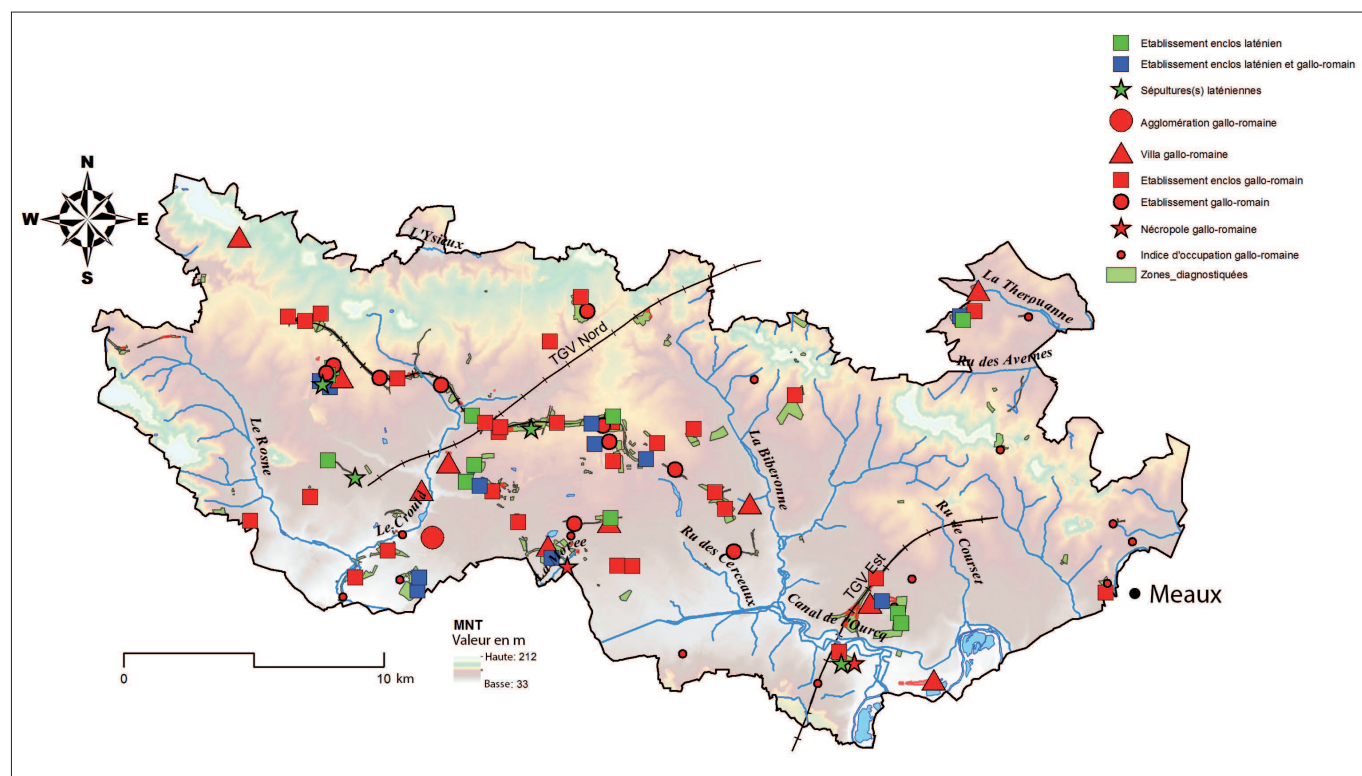 Etablissement enclos laténien
Etablissement enclos laténien et gallo-romain
Sépultures(s) laténiennes
Agglomération gallo-romaine
Villa gallo-romaine
Etablissement enclos gallo-romain
Etablissement gallo-romain
Nécropole gallo-romaine
Indice d'occupation gallo-romaine
Zones_diagnostiquées
N
W
E
S
L'Ysieux
La Therouanne
TGV Nord
Ru des Avernes
Le Rosne
La Biberonne
Le Crould
La Morée
Ru des Cerceaux
Ru de Courset
TGV Est
Canal de l'Ourcq
Meaux
MNT
Valeur en m
Haute: 212
Basse: 33
0
10 km